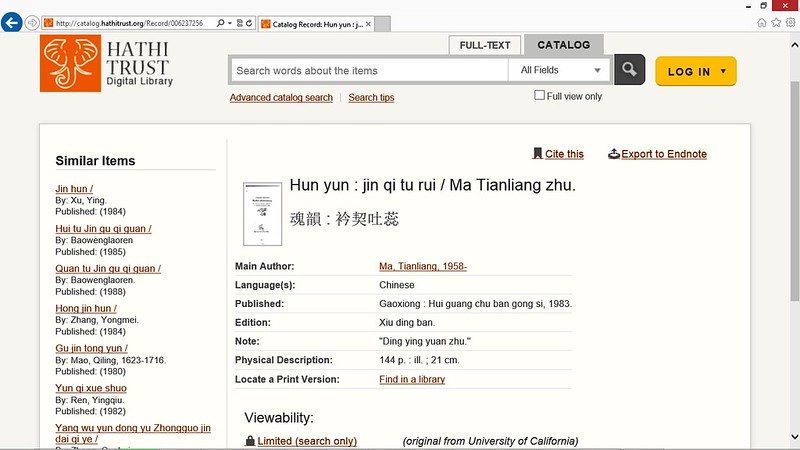 http://catalog.hathitrust.org/Record/006237256
Catalog Record: Hun yun : j...
HATHI
TRUST
Digital Library
FULL-TEXT
CATALOG
Search words about the items
All Fields
LOG IN
Advanced catalog search
Search tips
Full view only
Cite this
Export to Endnote
Similar Items
Jin hun /
By: Xu, Ying.
Published: (1984)
Hui tu Jin gu qi guan /
By: Baowenglaoren
Published: (1985)
Quan tu Jin gu qi guan /
By: Baowenglaoren.
Published: (1988)
Hong jin hun /
By: Zhang, Yongmei.
Published: (1984)
Gu jin tong yun /
By: Mao, Qiling, 1623-1716.
Published: (1980)
Yun qi xue shuo
By: Ren, Yingqiu.
Published: (1982)
Yang wu yun dong yu Zhongguo jin
dai qi ye /
Hun yun : jin qi tu rui / Ma Tianliang zhu.
魂韻 : 衿契吐蕊
Main Author: Ma, Tianliang, 1958-
Language(s): Chinese
Published: Gaoxiong : Hui guang chu ban gong si, 1983.
Edition: Xiu ding ban.
Note: "Ding ying yuan zhu."
Physical Description: 144 p. : ill. ; 21 cm.
Locate a Print Version: Find in a library
Viewability:
Limited (search only) (original from University of California)